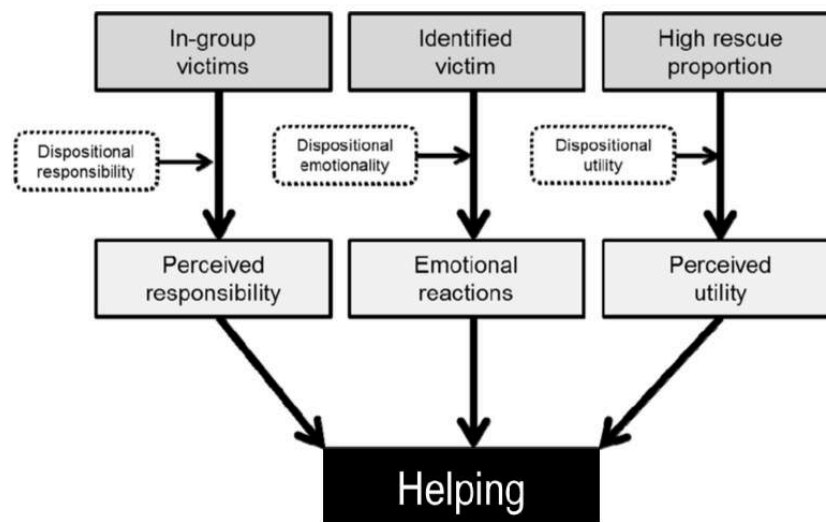 In-group
victims
Identified
victim
High rescue
proportion
Dispositional
responsibility
Dispositional
emotionality
Dispositional
utility
Perceived
responsibility
Emotional
reactions
Perceived
utility
Helping